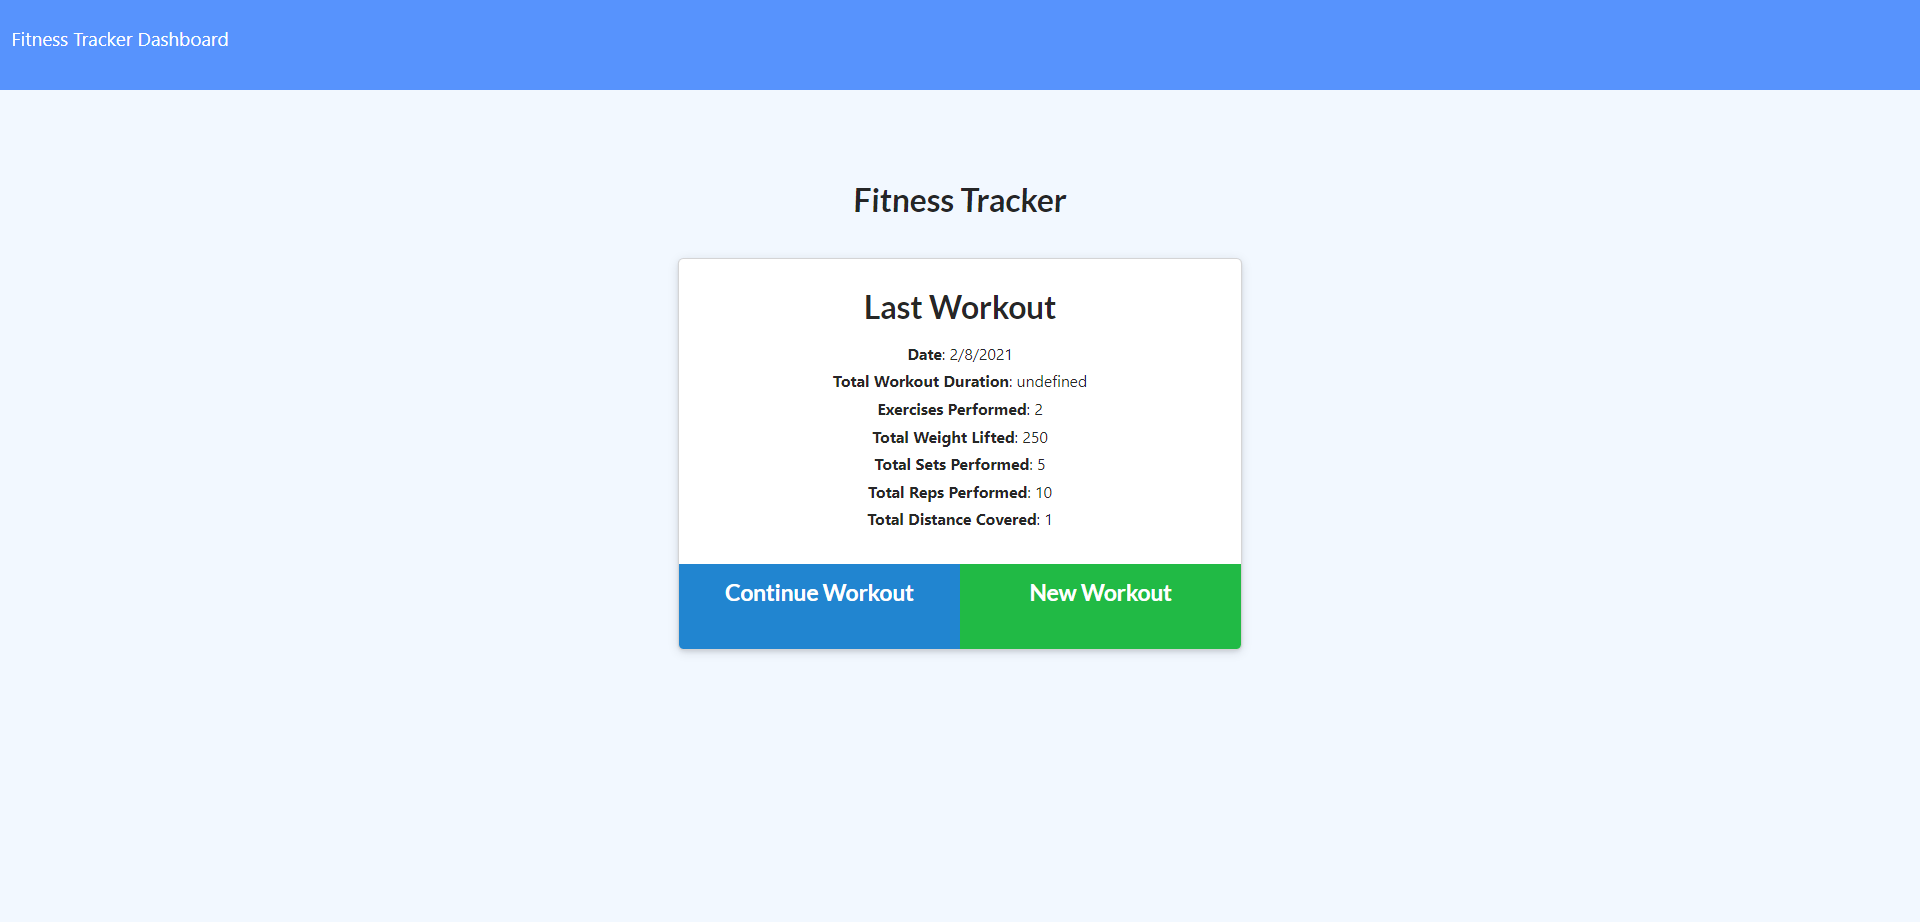 Fitness Tracker Dashboard
Fitness Tracker
Last Workout
Date: 2/8/2021
Total Workout Duration: undefined
Exercises Performed: 2
Total Weight Lifted: 250
Total Sets Performed: 5
Total Reps Performed: 10
Total Distance Covered: 1
Continue Workout
New Workout